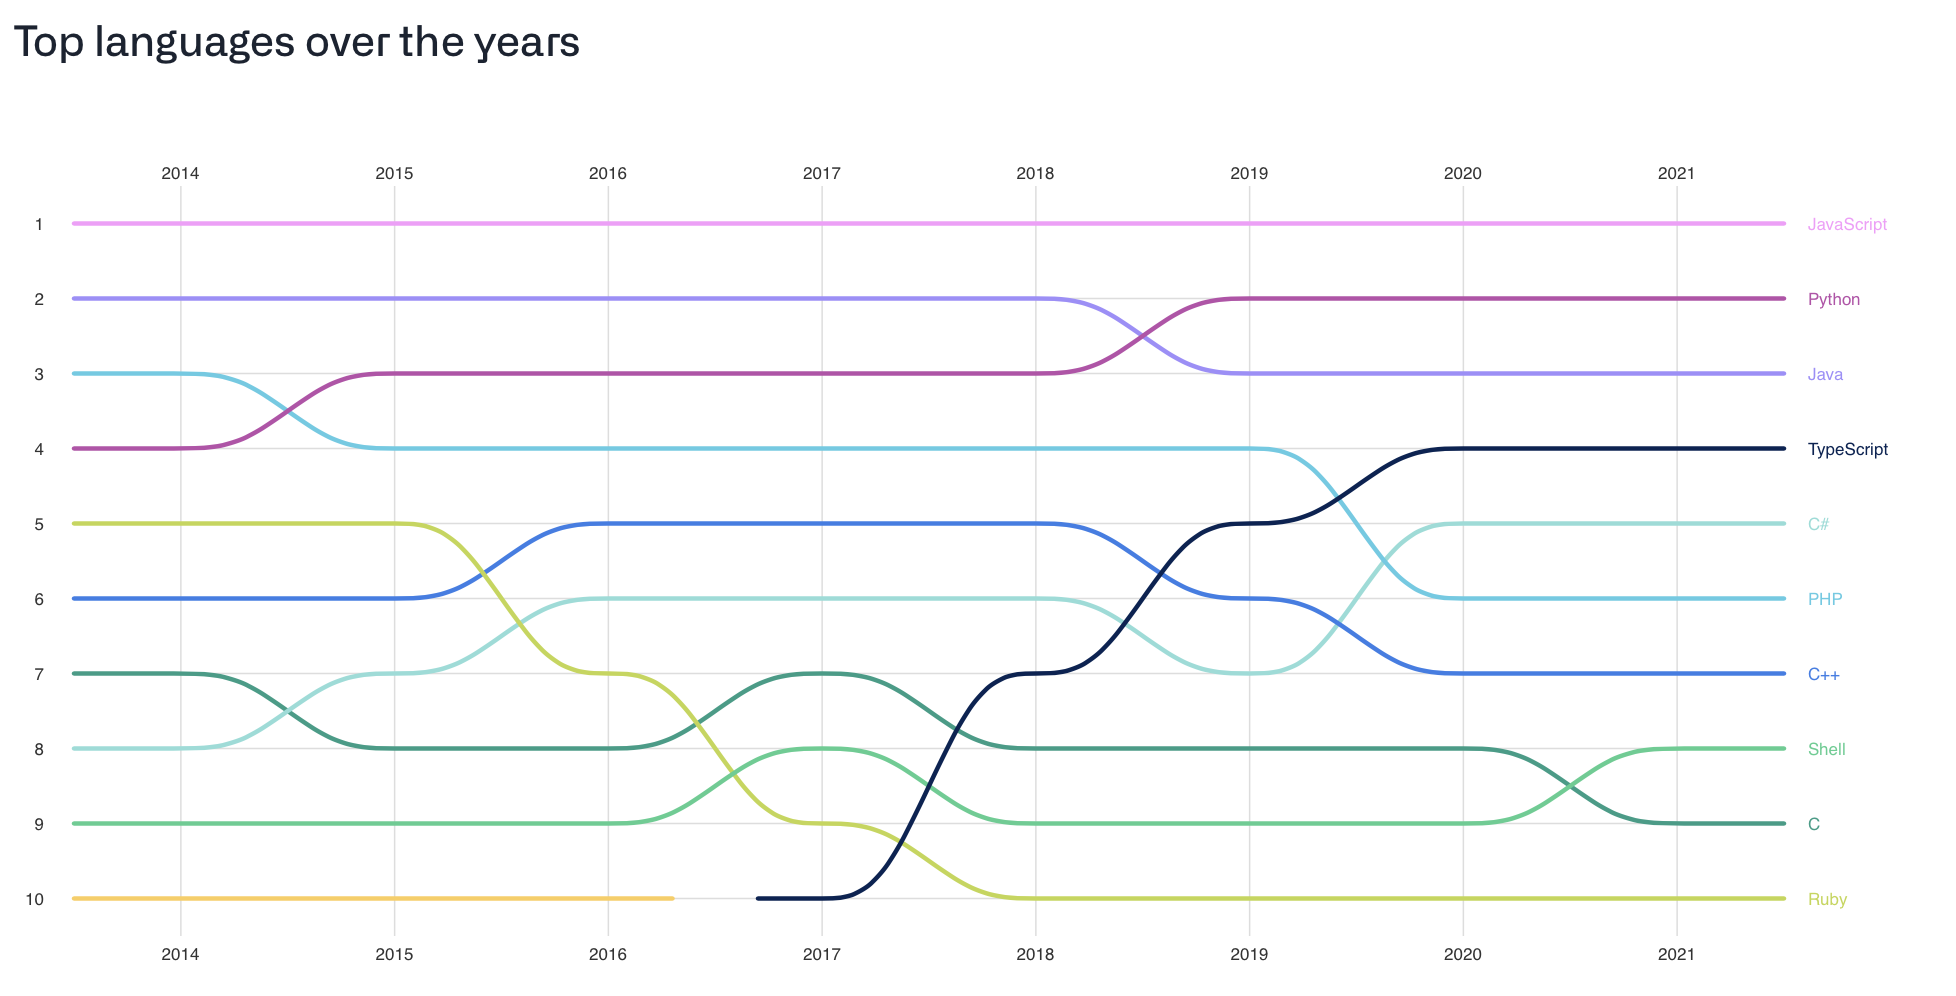 Top languages over the years
2014 2015 2016 2017 2018 2019 2020 2021
1 JavaScript
2 Python
3 Java
4 TypeScript
5 C#
6 PHP
7 C++
8 Shell
9 C
10 Ruby
2014 2015 2016 2017 2018 2019 2020 2021